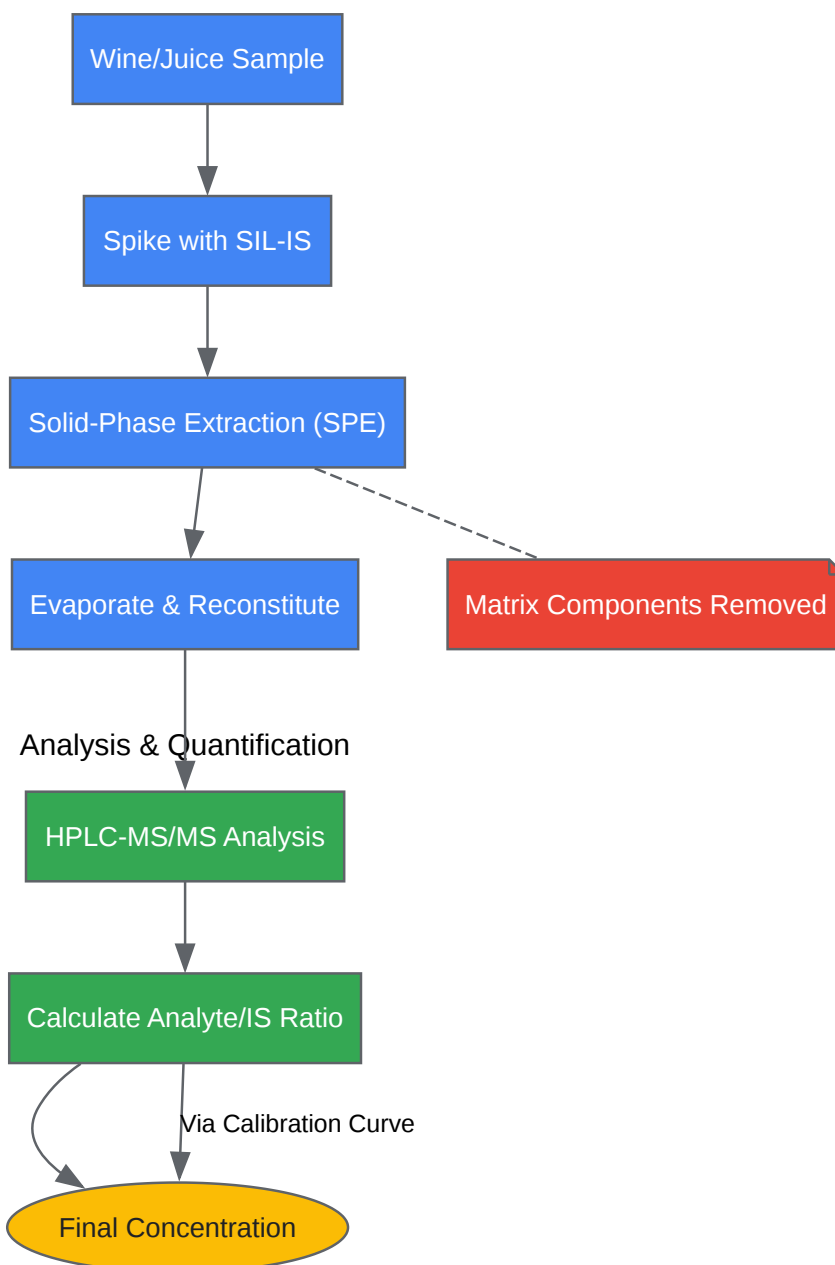 Wine/Juice Sample
Spike with SIL-IS
Solid-Phase Extraction (SPE)
Evaporate & Reconstitute
Matrix Components Removed
Analysis & Quantification
HPLC-MS/MS Analysis
Calculate Analyte/IS Ratio
Via Calibration Curve
Final Concentration